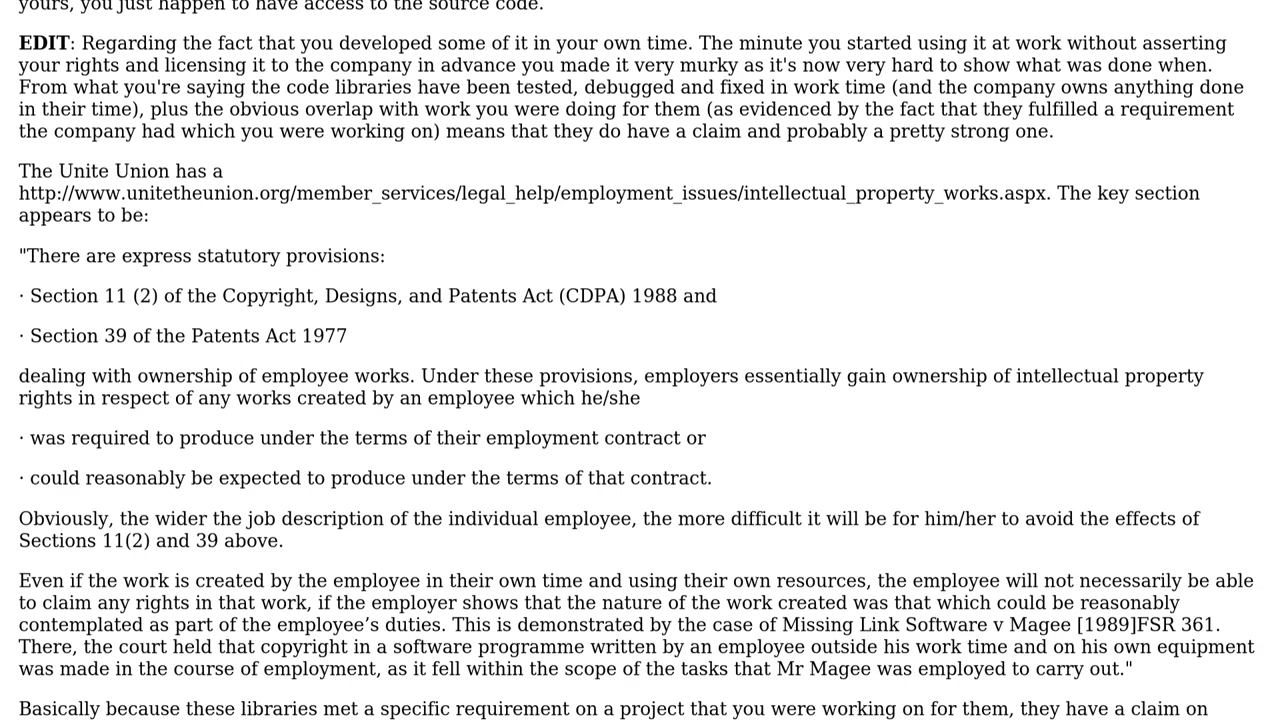 yours, you just happen to have access to the source code.
EDIT: Regarding the fact that you developed some of it in your own time. The minute you started using it at work without asserting
your rights and licensing it to the company in advance you made it very murky as it's now very hard to show what was done when.
From what you're saying the code libraries have been tested, debugged and fixed in work time (and the company owns anything done
in their time), plus the obvious overlap with work you were doing for them (as evidenced by the fact that they fulfilled a requirement
the company had which you were working on) means that they do have a claim and probably a pretty strong one.
The Unite Union has a
http://www.unitetheunion.org/member_services/legal_help/employment_issues/intellectual_property_works.aspx. The key section
appears to be:
"There are express statutory provisions:
· Section 11 (2) of the Copyright, Designs, and Patents Act (CDPA) 1988 and
· Section 39 of the Patents Act 1977
dealing with ownership of employee works. Under these provisions, employers essentially gain ownership of intellectual property
rights in respect of any works created by an employee which he/she
· was required to produce under the terms of their employment contract or
· could reasonably be expected to produce under the terms of that contract.
Obviously, the wider the job description of the individual employee, the more difficult it will be for him/her to avoid the effects of
Sections 11(2) and 39 above.
Even if the work is created by the employee in their own time and using their own resources, the employee will not necessarily be able
to claim any rights in that work, if the employer shows that the nature of the work created was that which could be reasonably
contemplated as part of the employee’s duties. This is demonstrated by the case of Missing Link Software v Magee [1989]FSR 361.
There, the court held that copyright in a software programme written by an employee outside his work time and on his own equipment
was made in the course of employment, as it fell within the scope of the tasks that Mr Magee was employed to carry out."
Basically because these libraries met a specific requirement on a project that you were working on for them, they have a claim on